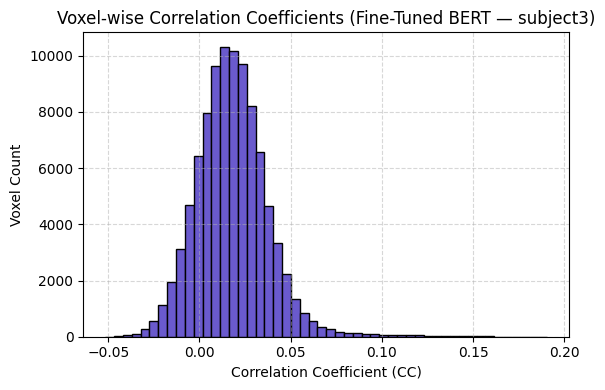 Voxel-wise Correlation Coefficients (Fine-Tuned BERT — subject3)
10000
8000
6000
4000
2000
0
Voxel Count
−0.05 0.00 0.05 0.10 0.15 0.20
Correlation Coefficient (CC)